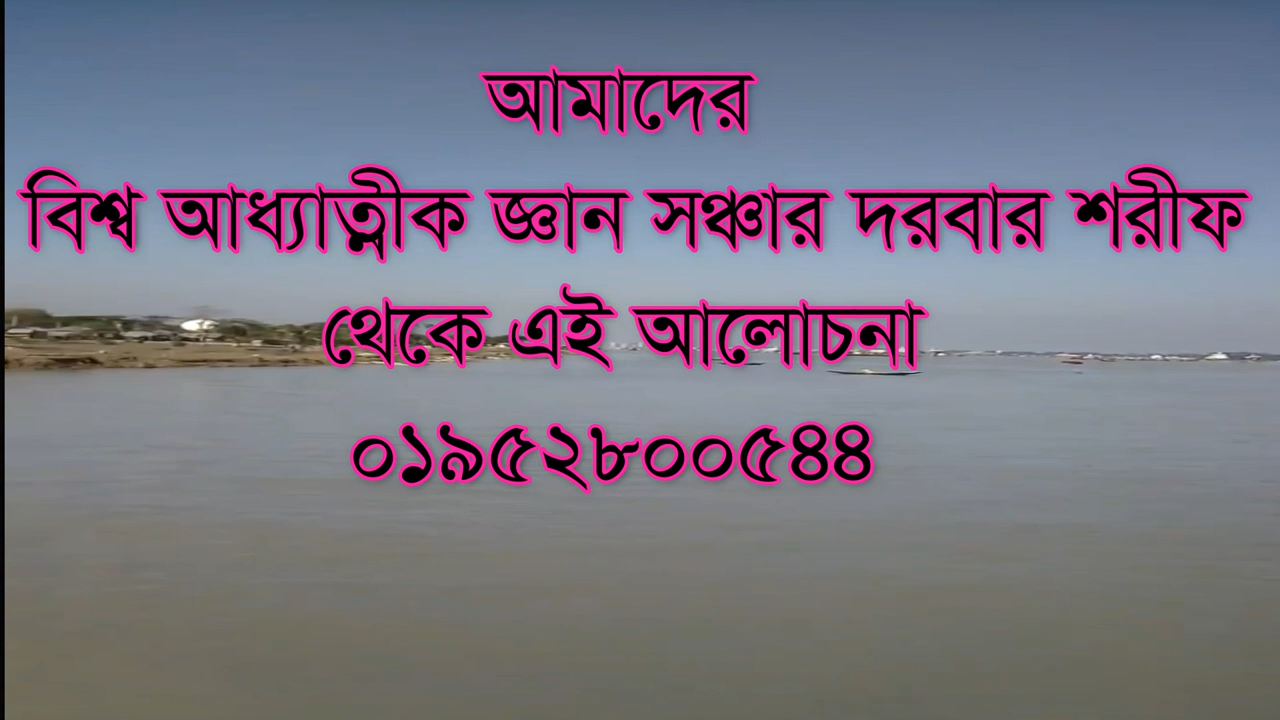 আমাদের
বিশ্ব আধ্যাত্নীক জ্ঞান সঞ্চার দরবার শরীফ
থেকে এই আলোচনা
০১৯৫২৮০০৫৪৪